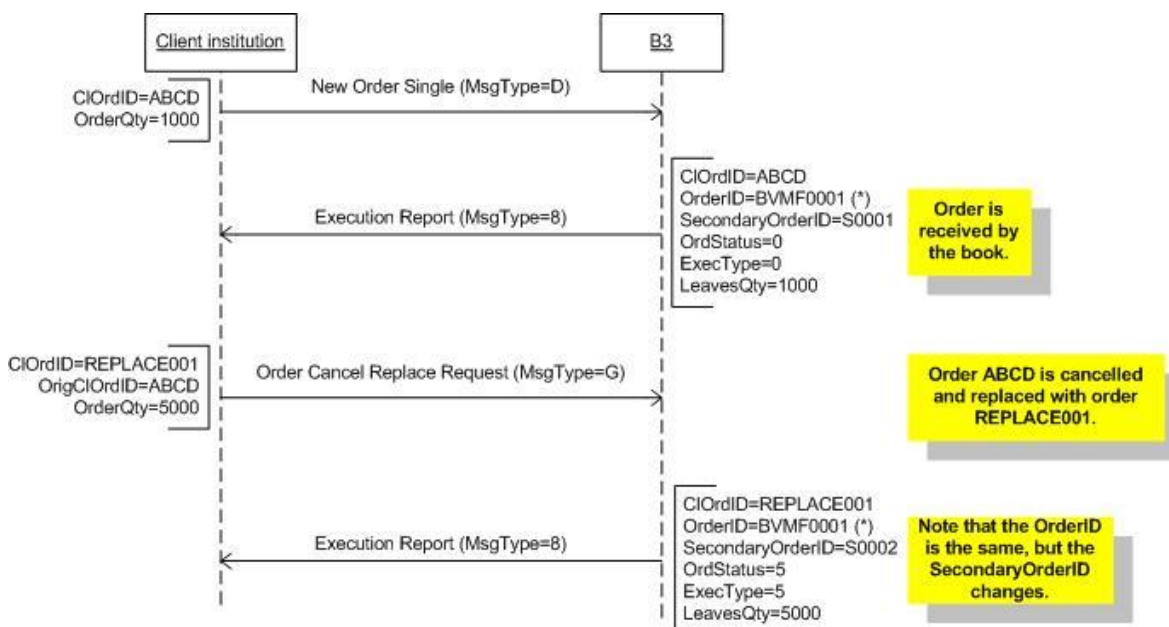 Client institution
B3
New Order Single (MsgType=D)
ClOrdID=ABCD
OrderQty=1000
ClOrdID=ABCD
OrderID=BVMF0001 (*)
SecondaryOrderID=S0001
OrdStatus=0
ExecType=0
LeavesQty=1000
Execution Report (MsgType=8)
Order is
received by
the book.
ClOrdID=REPLACE001
OrigClOrdID=ABCD
OrderQty=5000
Order Cancel Replace Request (MsgType=G)
Order ABCD is cancelled
and replaced with order
REPLACE001.
ClOrdID=REPLACE001
OrderID=BVMF0001 (*)
SecondaryOrderID=S0002
OrdStatus=5
ExecType=5
LeavesQty=5000
Execution Report (MsgType=8)
Note that the OrderID
is the same, but the
SecondaryOrderID
changes.